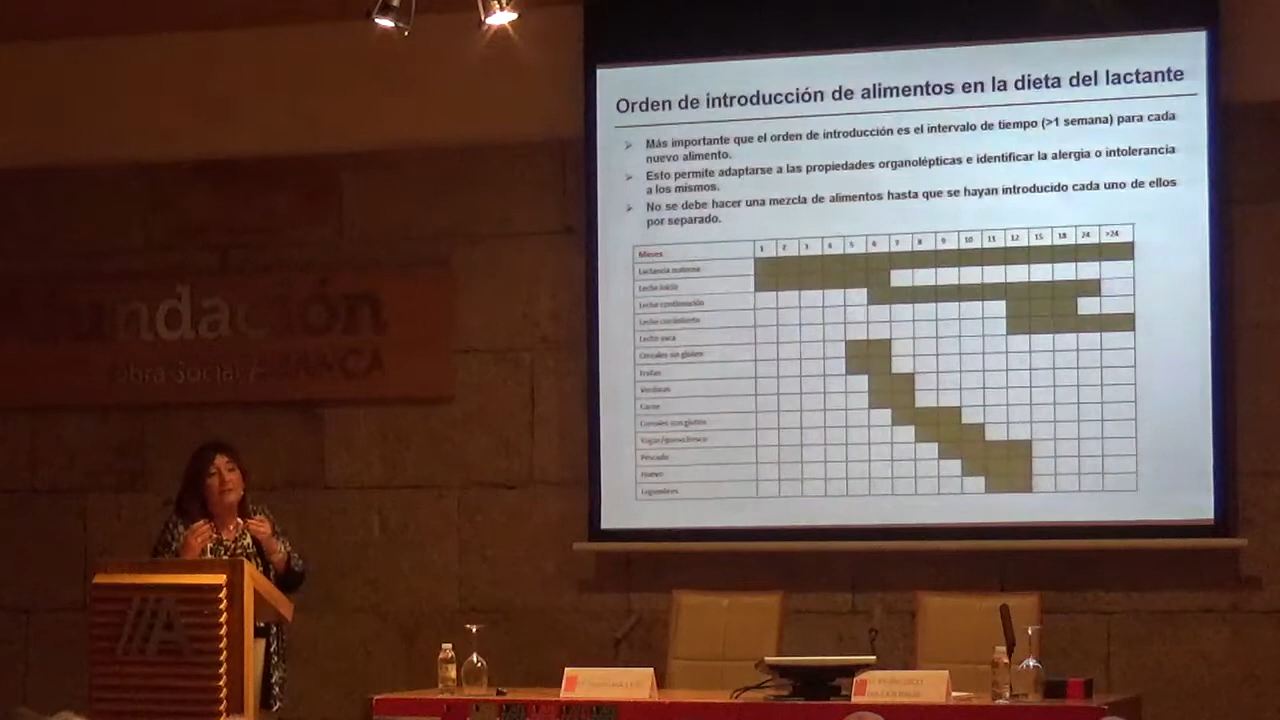 Orden de introducción de alimentos en la dieta del lactante
Más importante que el orden de introducción es el intervalo de tiempo (>1 semana) para cada
nuevo alimento.
Esto permite adaptarse a las propiedades organolépticas e identificar la alergia o intolerancia
a los mismos.
No se debe hacer una mezcla de alimentos hasta que se hayan introducido cada uno de ellos
por separado.
Meses 1 2 3 4 5 6 7 8 9 10 11 12 15 18 24 >24
Lactancia materna
Leche inicio
Leche continuación
Leche crecimiento
Leche vaca
Cereales sin gluten
Frutas
Verduras
Carne
Cereales con gluten
Yogur/queso fresco
Pescado
Huevo
Legumbres
fundación
Obra Social ABANCA